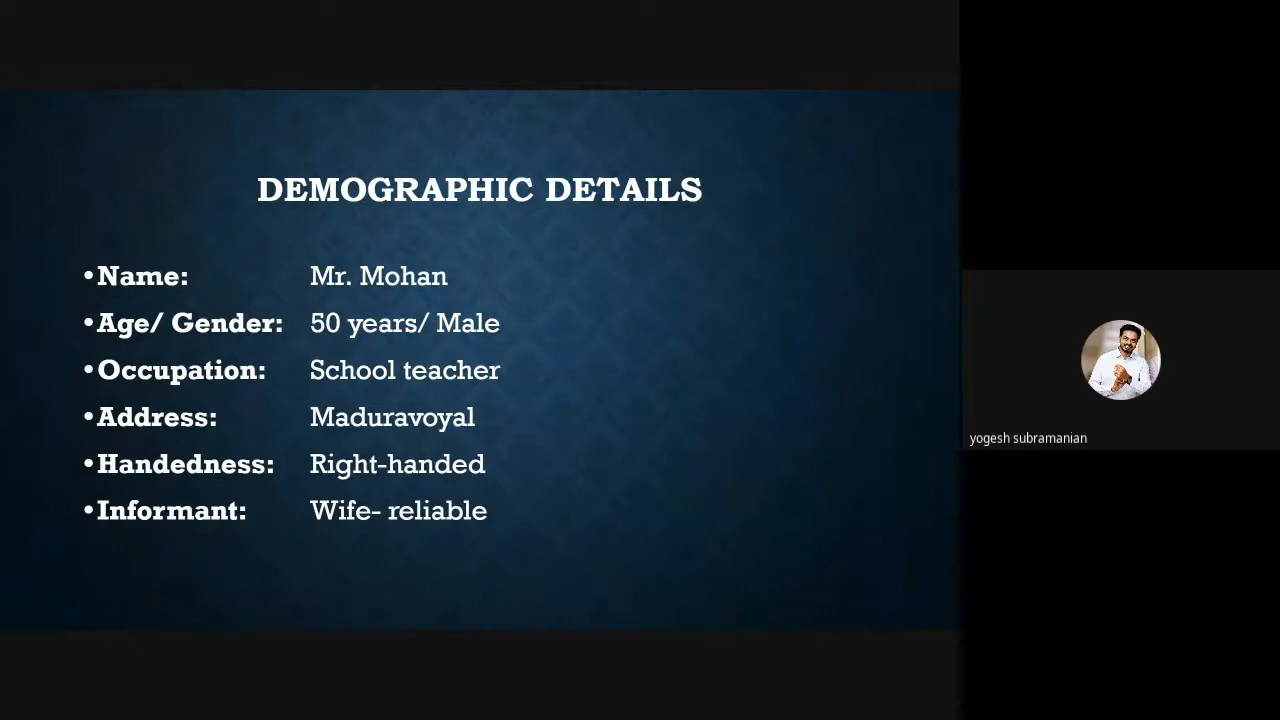 DEMOGRAPHIC DETAILS
•Name: Mr. Mohan
•Age/ Gender: 50 years/ Male
•Occupation: School teacher
•Address: Maduravoyal
•Handedness: Right-handed
•Informant: Wife- reliable
yogesh subramanian